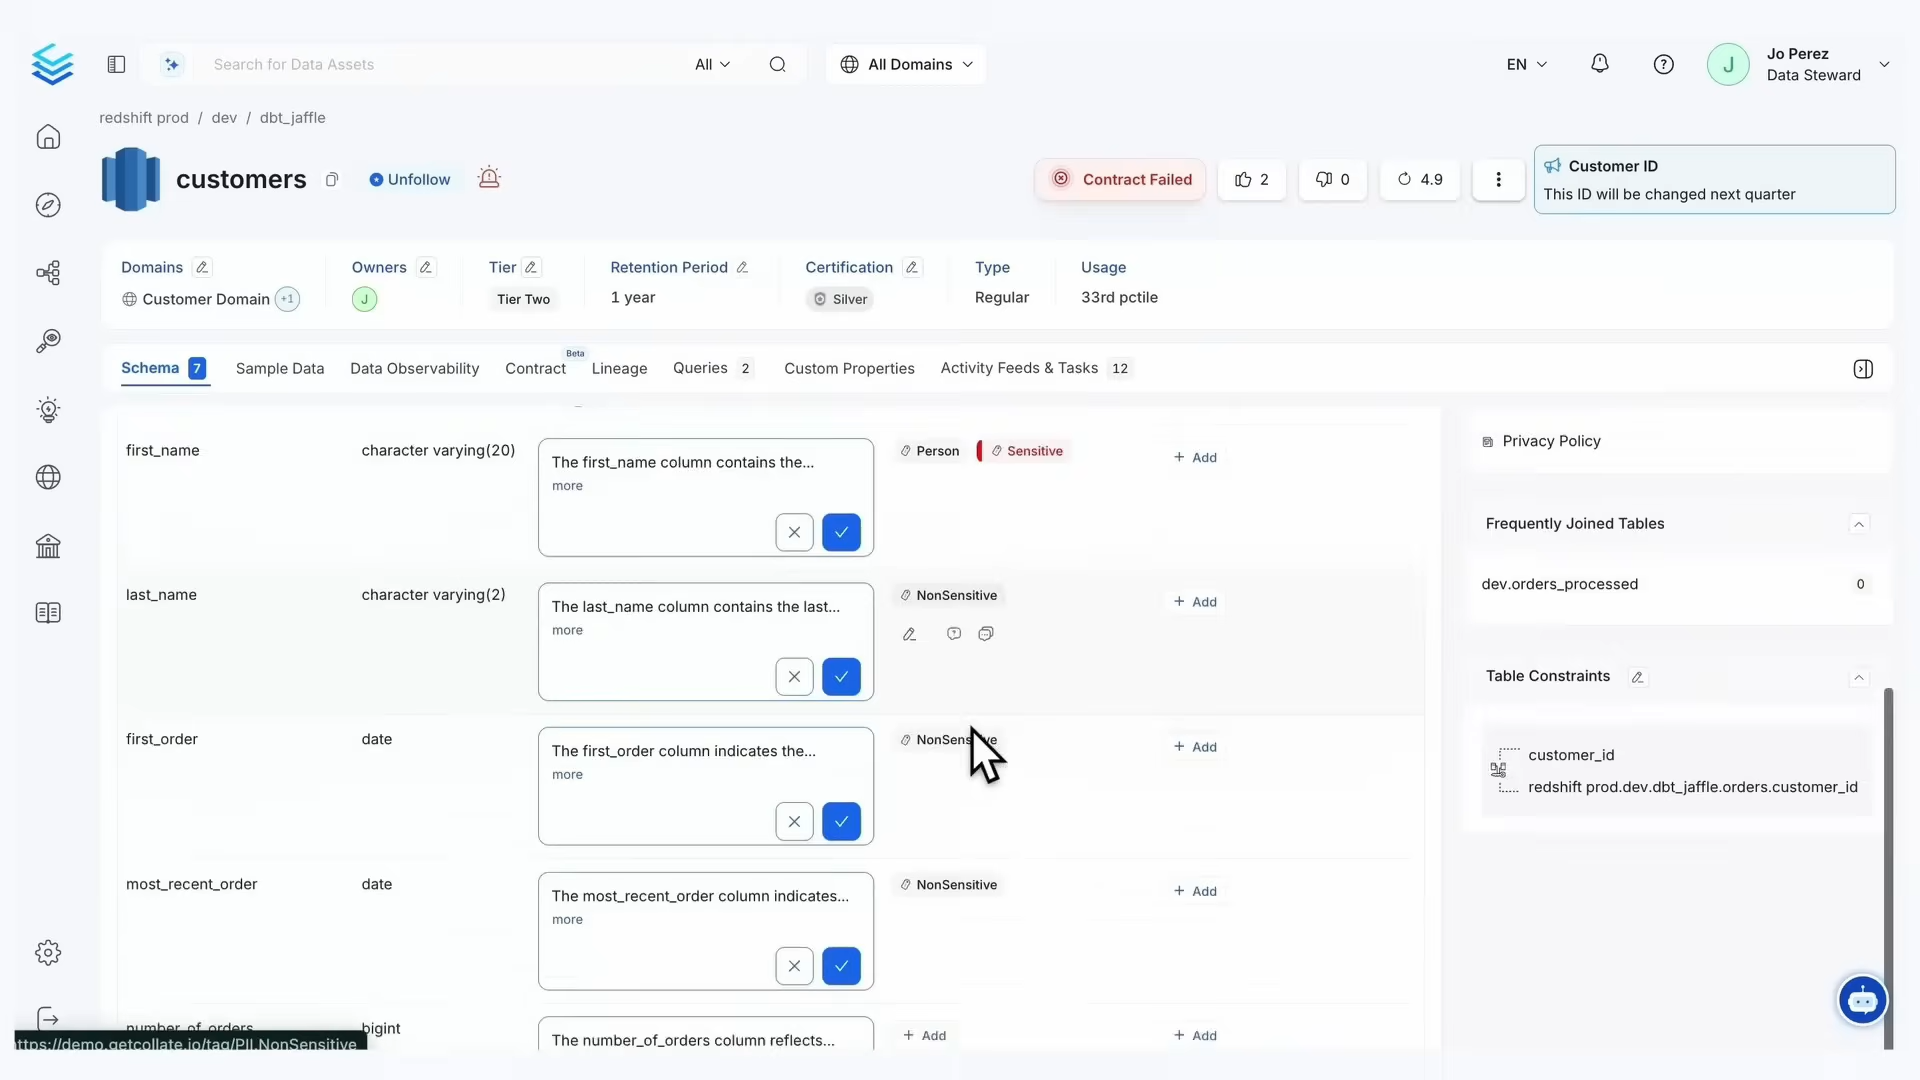 Search for Data Assets
All
All Domains
EN
J
Jo Perez
Data Steward
redshift prod / dev / dbt_jaffle
customers
Unfollow
Contract Failed
2
0
4.9
Customer ID
This ID will be changed next quarter
Domains
Owners
Tier
Retention Period
Certification
Type
Usage
Customer Domain
+1
J
Tier Two
1 year
Silver
Regular
33rd pctile
Schema 7
Sample Data
Data Observability
Contract
Beta
Lineage
Queries 2
Custom Properties
Activity Feeds & Tasks 12
first_name
character varying(20)
The first_name column contains the...
more
Person
Sensitive
+ Add
last_name
character varying(2)
The last_name column contains the last...
more
NonSensitive
+ Add
first_order
date
The first_order column indicates the...
more
NonSensitive
+ Add
most_recent_order
date
The most_recent_order column indicates...
more
NonSensitive
+ Add
number_of_orders
bigint
The number_of_orders column reflects...
+ Add
+ Add
Privacy Policy
Frequently Joined Tables
dev.orders_processed
0
Table Constraints
customer_id
redshift prod.dev.dbt_jaffle.orders.customer_id
ttps://demo.getcollate.io/tag/PII.NonSensitive